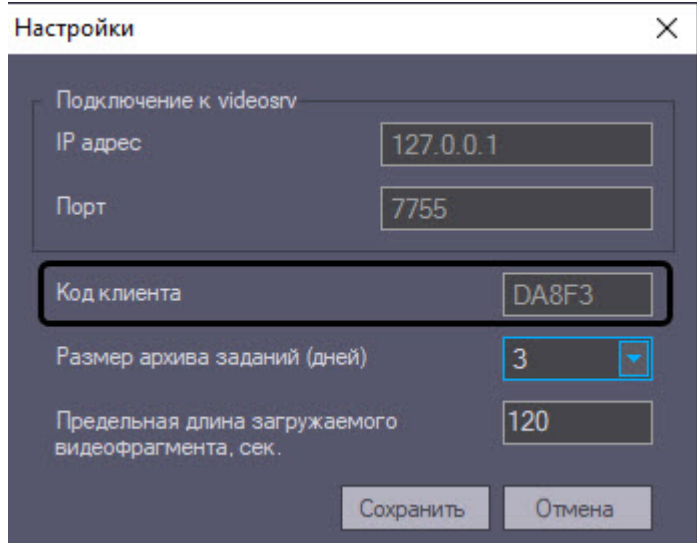 Настройки
Подключение к videosrv
IP адрес
127.0.0.1
Порт
7755
Код клиента
DA8F3
Размер архива заданий (дней)
3
Предельная длина загружаемого
видеофрагмента, сек.
120
Сохранить
Отмена